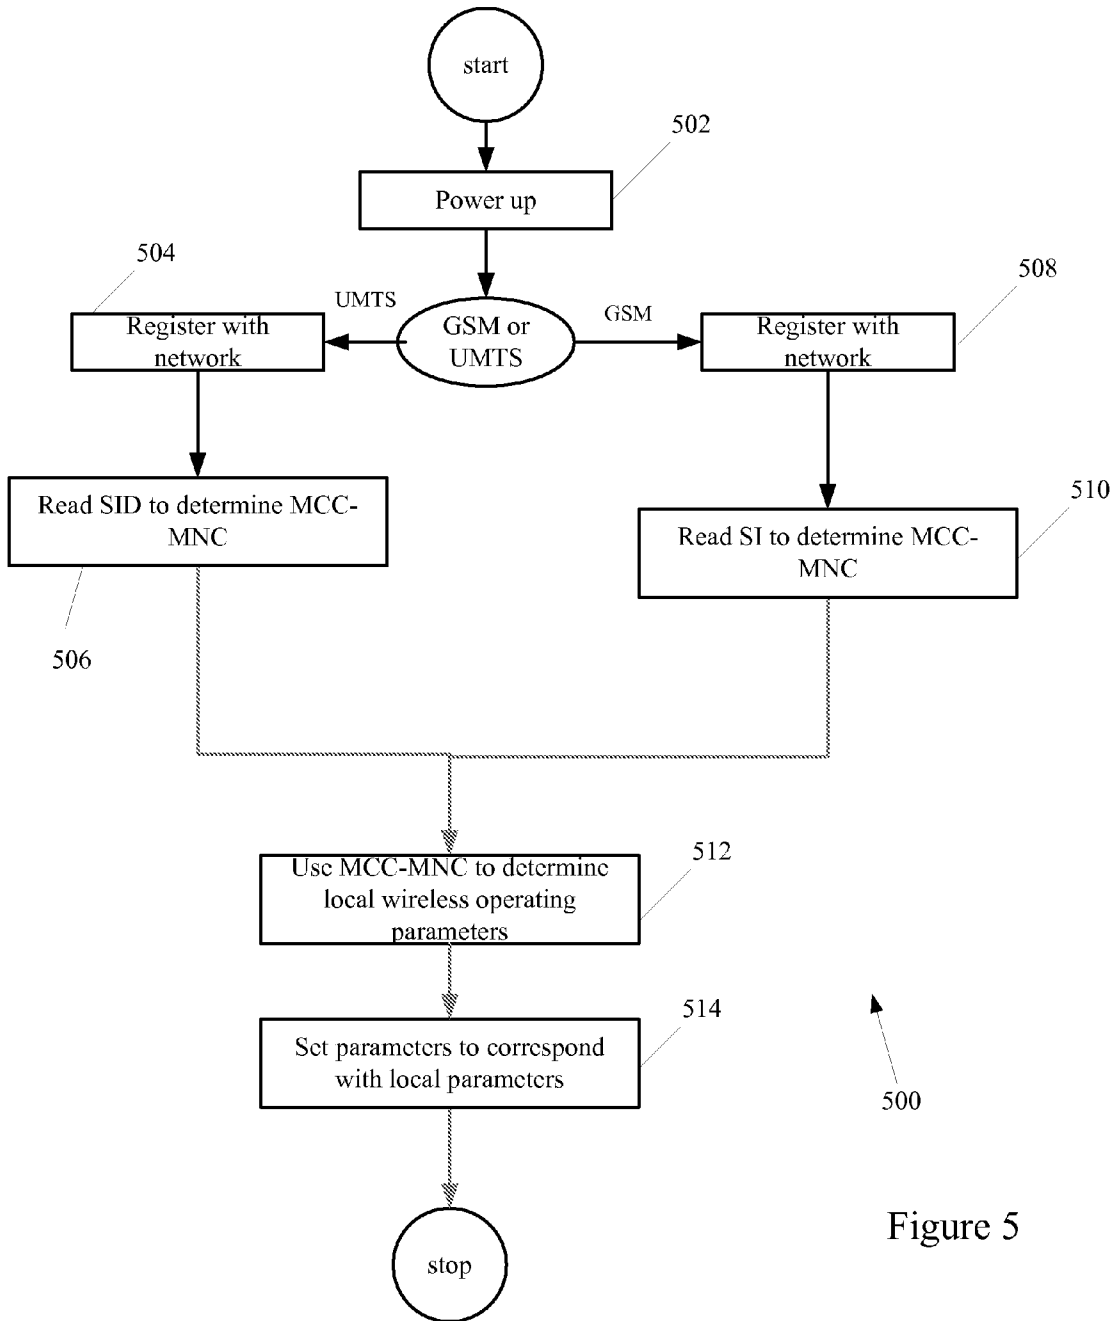 start
502
Power up
504
UMTS
GSM or
UMTS
GSM
508
Register with
network
Register with
network
Read SID to determine MCC-
MNC
506
510
Read SI to determine MCC-
MNC
512
Use MCC-MNC to determine
local wireless operating
parameters
514
Set parameters to correspond
with local parameters
500
stop
Figure 5